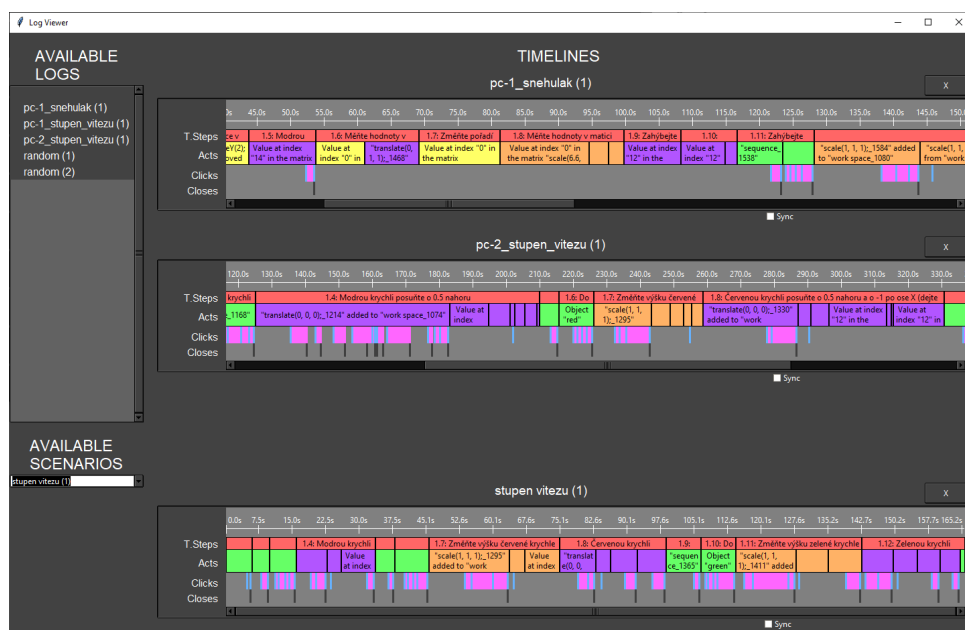 Log Viewer
AVAILABLE
LOGS
pc-1_snehulak (1)
pc-1_stupen_vitezu (1)
pc-2_stupen_vitezu (1)
random (1)
random (2)
AVAILABLE
SCENARIOS
stupen vitezu (1)
TIMELINES
pc-1_snehulak (1)
X
45.0s 50.0s 55.0s 60.0s 65.0s 70.0s 75.0s 80.0s 85.0s 90.0s 95.0s 100.0s 105.0s 110.0s 115.0s 120.0s 125.0s 130.0s 135.0s 140.0s 145.0s 150.0
T.Steps
1.5: Modrou 1.6: Měňte hodnoty v 1.7: Změňte pořadí 1.8: Měňte hodnoty v matici 1.9: Zahýbejte 1.10: 1.11: Zahýbejte
Acts
eY(2); Value at index Value at "translate(0, Value at index "0" in Value at index "0" in Value at index Value at "sequence_ "scale(1, 1, 1);_1584" added "scale(1, 1,
oved "14" in the matrix index "0" in 1, 1);_1468" the matrix the matrix "scale(6.6, "12" in the index "12" 1538" to "work space_1080" from "work
Clicks
Closes
Sync
pc-2_stupen_vitezu (1)
X
120.0s 130.0s 140.0s 150.0s 160.0s 170.0s 180.0s 190.0s 200.0s 210.0s 220.0s 230.0s 240.0s 250.0s 260.0s 270.0s 280.0s 290.0s 300.0s 310.0s 320.0s 330.0s
T.Steps
krychli 1.4: Modrou krychli posuňte o 0.5 nahoru 1.6: Do 1.7: Změňte výšku červené 1.8: Červenou krychli posuňte o 0.5 nahoru a o -1 po ose X (dejte
Acts
_1168" "translate(0, 0, 0);_1214" added to "work space_1074" Value at Object "scale(1, 1, "translate(0, 0, 0);_1330" Value at index Value at
index "red" 1);_1295" added to "work "12" in the index "12" in
Clicks
Closes
Sync
stupen vitezu (1)
X
0.0s 7.5s 15.0s 22.5s 30.0s 37.5s 45.1s 52.6s 60.1s 67.6s 75.1s 82.6s 90.1s 97.6s 105.1s 112.6s 120.2s 127.6s 135.2s 142.7s 150.2s 157.7s 165.2s
T.Steps
1.4: Modrou krychli 1.7: Změňte výšku červené krychle 1.8: Červenou krychli 1.9: 1.10: Do 1.11: Změňte výšku zelené krychle 1.12: Zelenou krychli
Acts
Value "scale(1, 1, 1);_1295" Value "translat "sequen Object "scale(1, 1,
at index added to "work at index e(0, 0, ce_1365" "green" 1);_1411" added
Clicks
Closes
Sync